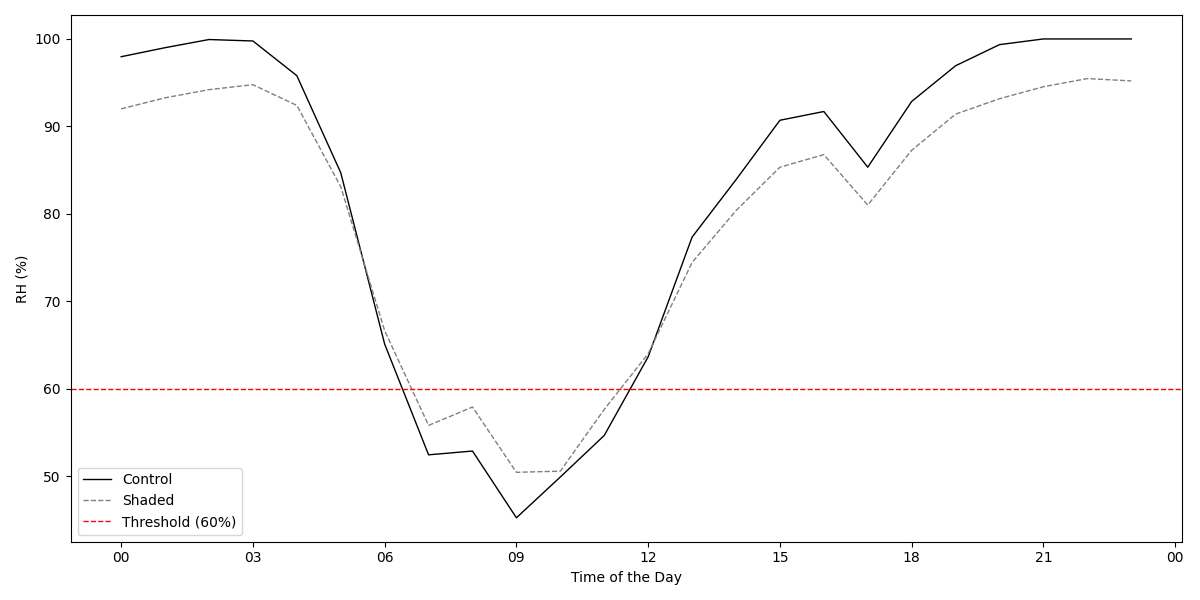 100
90
80
70
60
50
RH (%)
Control
Shaded
Threshold (60%)
00 03 06 09 12 15 18 21 00
Time of the Day